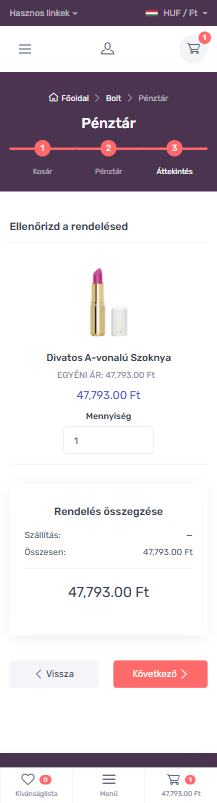 Hasznos linkek
HUF / Ft
1
Főoldal > Bolt > Pénztár
Pénztár
1 2 3
Kosár Pénztár Áttekintés
Ellenőrizd a rendelésed
Divatos A-vonalú Szoknya
EGYÉNI ÁR: 47,793.00 Ft
47,793.00 Ft
Mennyiség
1
Rendelés összegzése
Szállítás: —
Összesen: 47,793.00 Ft
47,793.00 Ft
Vissza
Következő
0 1
Kívánságlista Menü 47,793.00 Ft